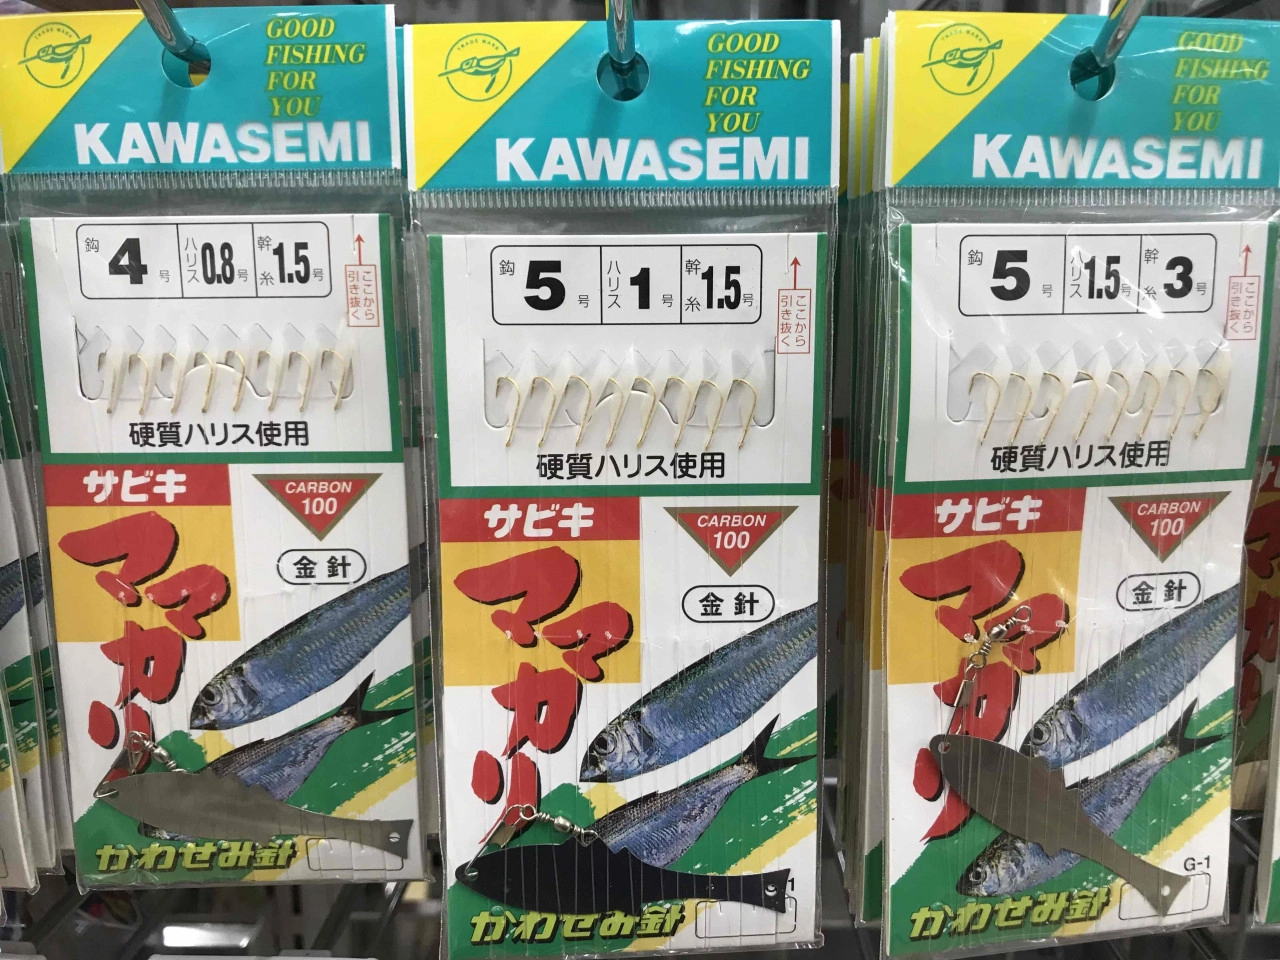 TRADE MARK
GOOD
FISHING
FOR
YOU
KAWASEMI
鈎 4 号 ハリス 0.8 号 幹糸 1.5 号
ここから
引き抜く
硬質ハリス使用
サビキ
CARBON
100
金針
ママカリ
かわせみ針
TRADE MARK
GOOD
FISHING
FOR
YOU
KAWASEMI
鈎 5 号 ハリス 1 号 幹糸 1.5 号
ここから
引き抜く
硬質ハリス使用
サビキ
CARBON
100
金針
ママカリ
かわせみ針
TRADE MARK
GOOD
FISHING
FOR
YOU
KAWASEMI
鈎 5 号 ハリス 1.5 号 幹糸 3 号
ここから
引き抜く
硬質ハリス使用
サビキ
CARBON
100
金針
ママカリ
G-1
かわせみ針